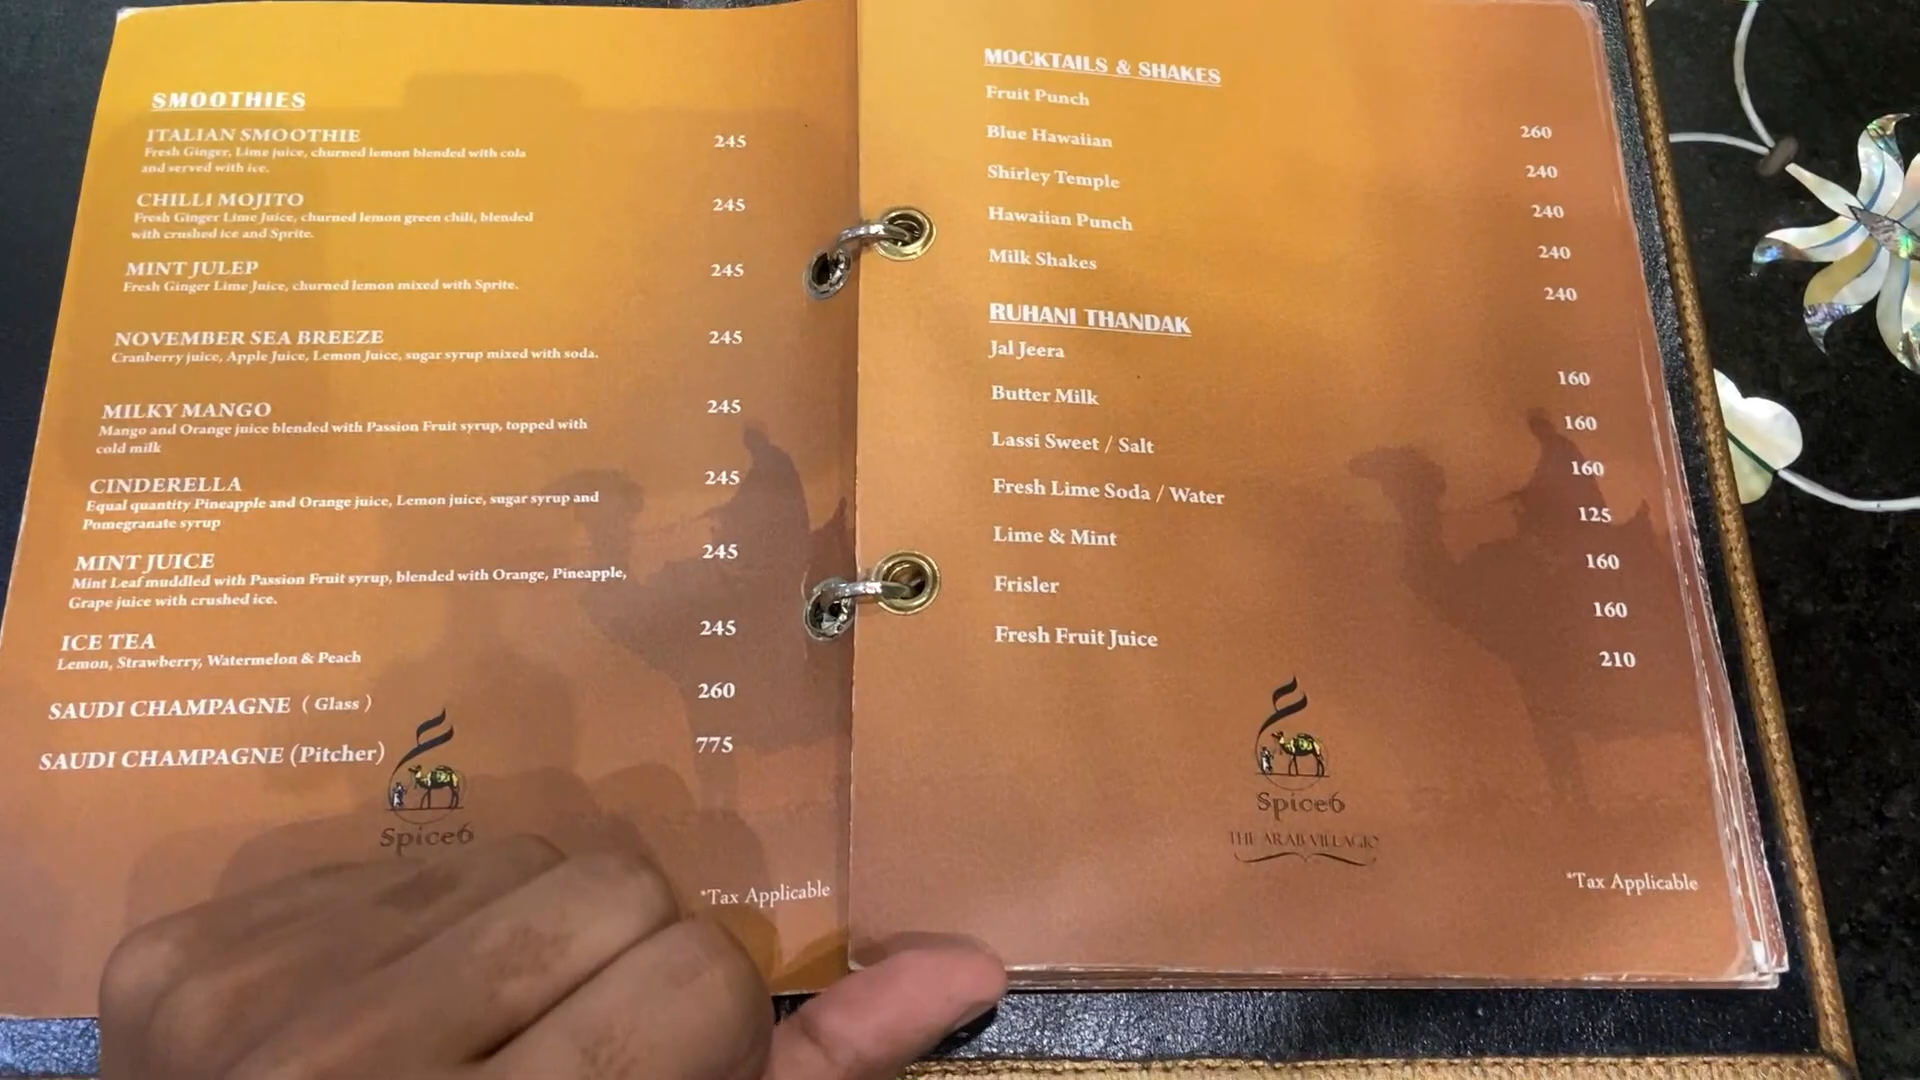 SMOOTHIES
ITALIAN SMOOTHIE 245
Fresh Ginger, Lime juice, churned lemon blended with cola
and served with ice.
CHILLI MOJITO 245
Fresh Ginger Lime Juice, churned lemon green chili, blended
with crushed ice and Sprite.
MINT JULEP 245
Fresh Ginger Lime Juice, churned lemon mixed with Sprite.
NOVEMBER SEA BREEZE 245
Cranberry juice, Apple Juice, Lemon Juice, sugar syrup mixed with soda.
MILKY MANGO 245
Mango and Orange juice blended with Passion Fruit syrup, topped with
cold milk
CINDERELLA 245
Equal quantity Pineapple and Orange juice, Lemon juice, sugar syrup and
Pomegranate syrup
MINT JUICE 245
Mint Leaf muddled with Passion Fruit syrup, blended with Orange, Pineapple,
Grape juice with crushed ice.
ICE TEA 245
Lemon, Strawberry, Watermelon & Peach
SAUDI CHAMPAGNE ( Glass ) 260
SAUDI CHAMPAGNE (Pitcher) 775
Spice6
*Tax Applicable
MOCKTAILS & SHAKES
Fruit Punch 260
Blue Hawaiian 240
Shirley Temple 240
Hawaiian Punch 240
Milk Shakes 240
RUHANI THANDAK
Jal Jeera 160
Butter Milk 160
Lassi Sweet / Salt 160
Fresh Lime Soda / Water 125
Lime & Mint 160
Frisler 160
Fresh Fruit Juice 210
Spice6
THE ARAB VILLAGIO
*Tax Applicable